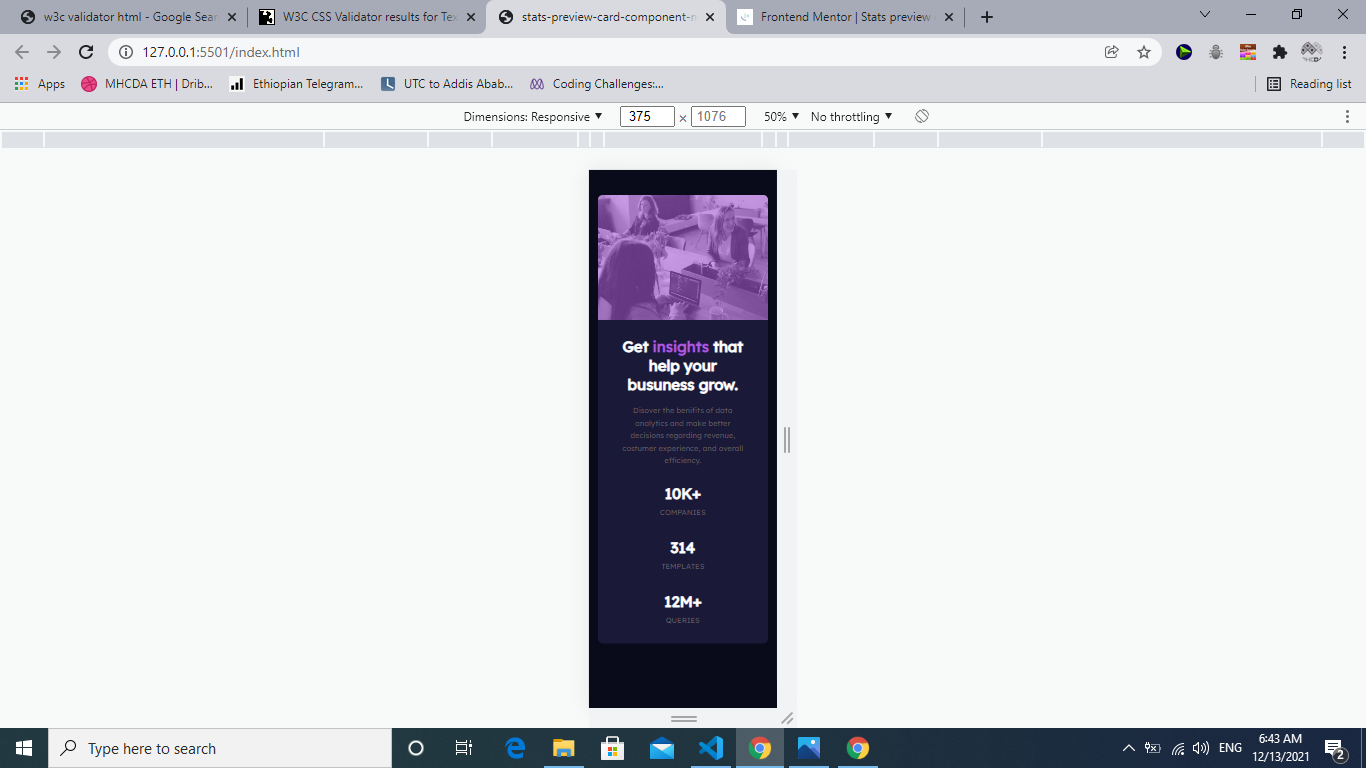 w3c validator html - Google Sear
W3C CSS Validator results for Tex
stats-preview-card-component-m
Frontend Mentor | Stats preview
127.0.0.1:5501/index.html
Apps
MHCDA ETH | Drib...
Ethiopian Telegram...
UTC to Addis Abab...
Coding Challenges:...
Reading list
Dimensions: Responsive
375 × 1076
50%
No throttling
Get insights that
help your
busuness grow.
Disover the benifits of data
analytics and make better
decisions regarding revenue,
costumer experience, and overall
efficiency.
10K+
COMPANIES
314
TEMPLATES
12M+
QUERIES
Type here to search
ENG
6:43 AM
12/13/2021
2